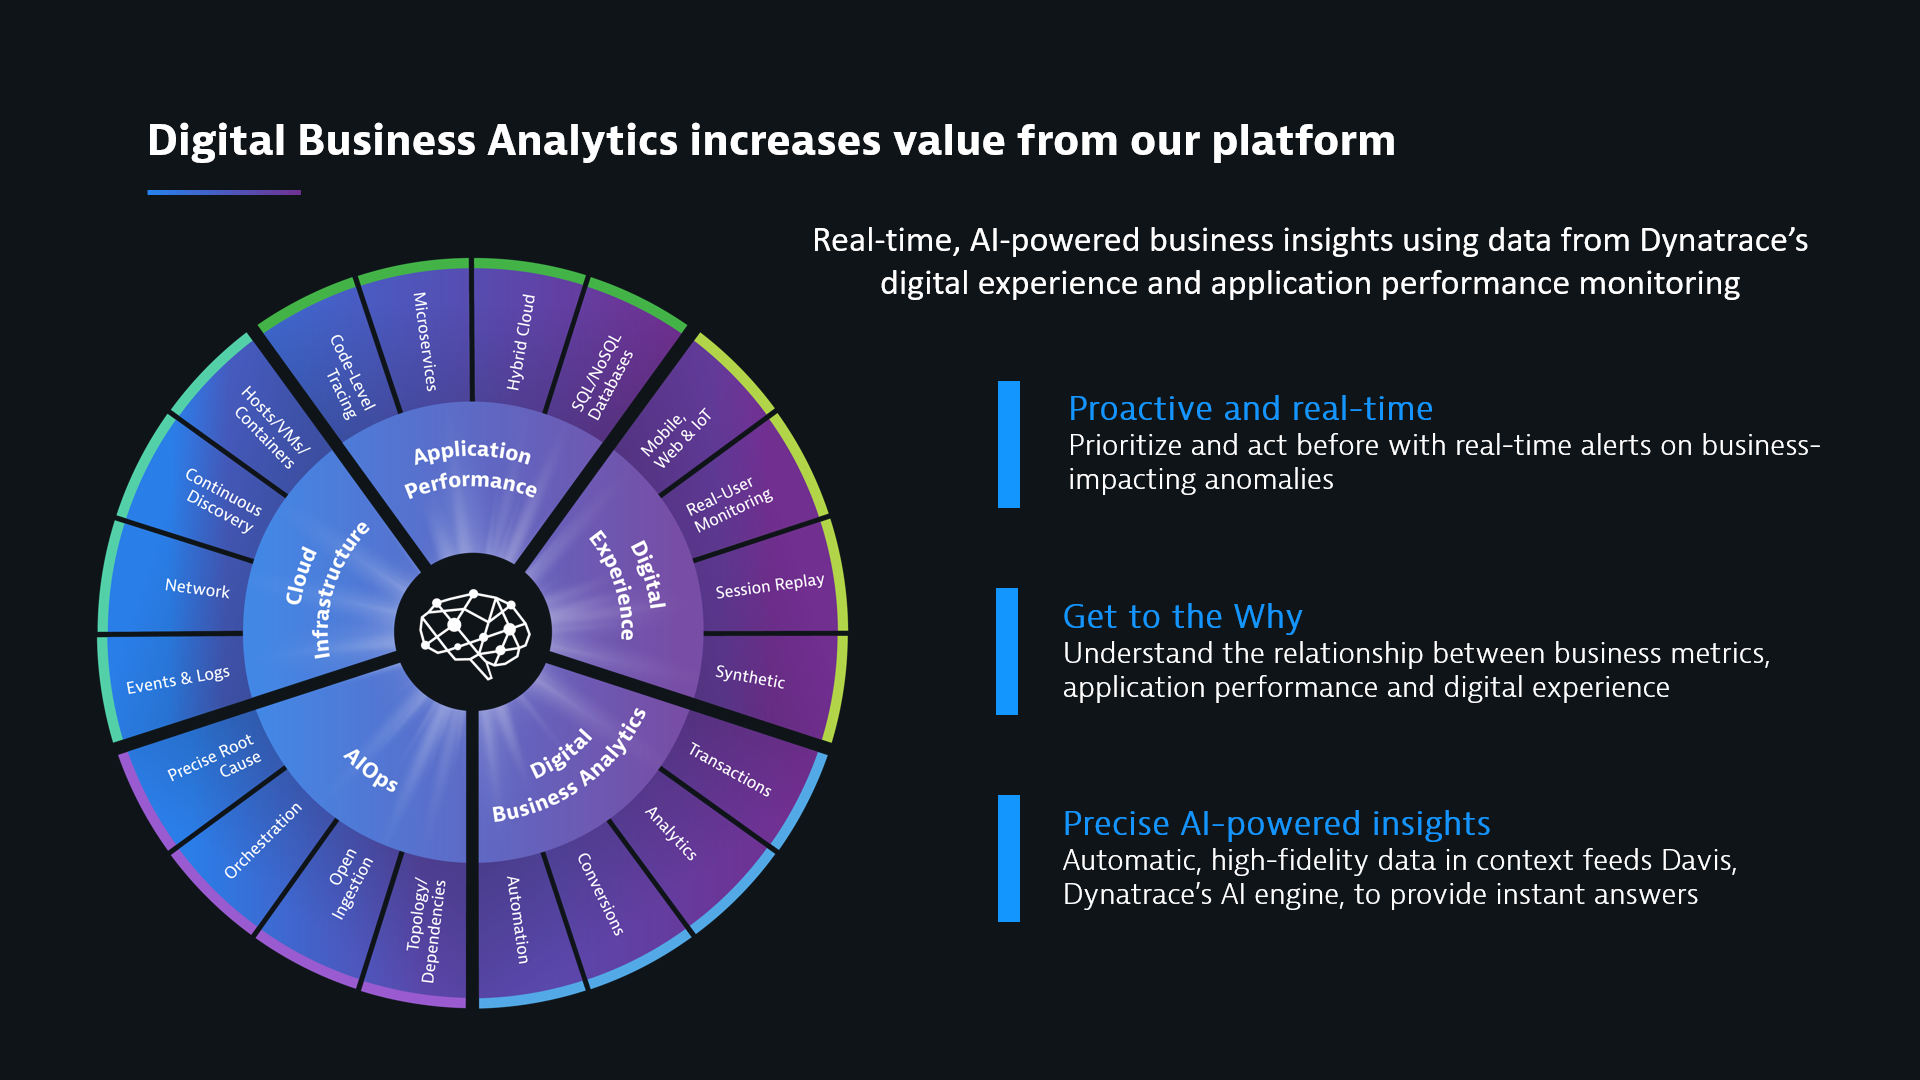 Digital Business Analytics increases value from our platform
Real-time, AI-powered business insights using data from Dynatrace’s
digital experience and application performance monitoring
Code-Level
Tracing
Microservices
Hybrid Cloud
SQL/NoSQL
Databases
Application
Performance
Mobile,
Web & IoT
Real-User
Monitoring
Session Replay
Synthetic
Digital
Experience
Transactions
Analytics
Conversions
Automation
Digital
Business Analytics
Topology/
Dependencies
Open
Ingestion
Orchestration
Precise Root
Cause
AIOps
Events & Logs
Network
Continuous
Discovery
Hosts/VMs/
Containers
Cloud
Infrastructure
Proactive and real-time
Prioritize and act before with real-time alerts on business-
impacting anomalies
Get to the Why
Understand the relationship between business metrics,
application performance and digital experience
Precise AI-powered insights
Automatic, high-fidelity data in context feeds Davis,
Dynatrace’s AI engine, to provide instant answers